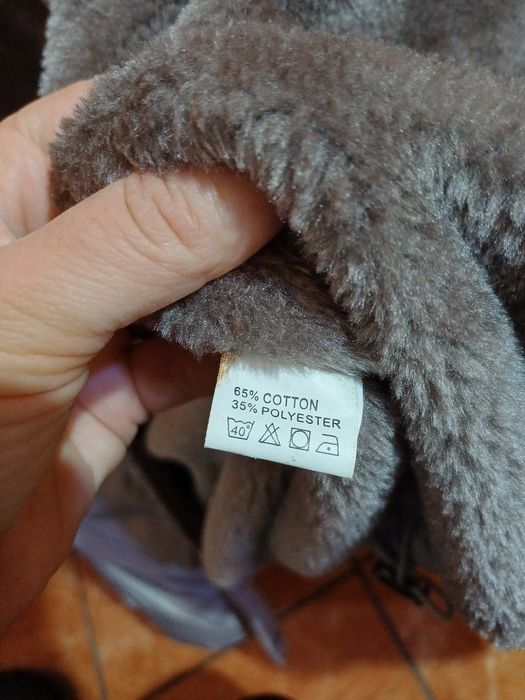 65% COTTON
35% POLYESTER
40°